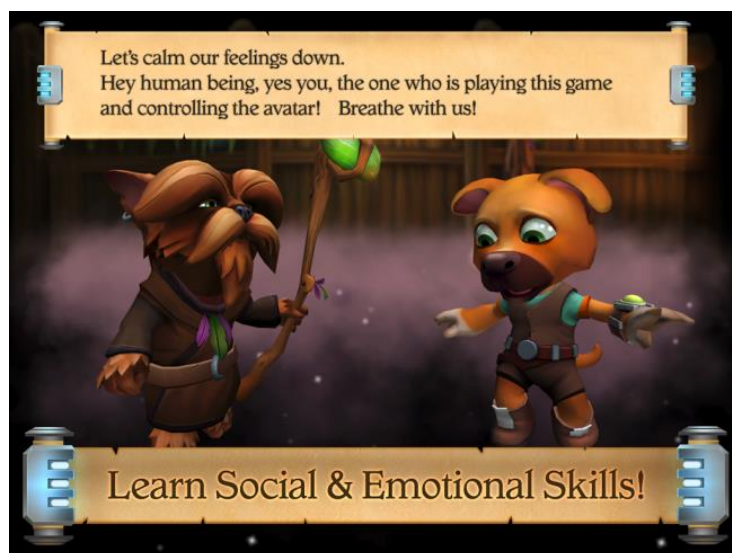 Let's calm our feelings down.
Hey human being, yes you, the one who is playing this game
and controlling the avatar! Breathe with us!
Learn Social & Emotional Skills!